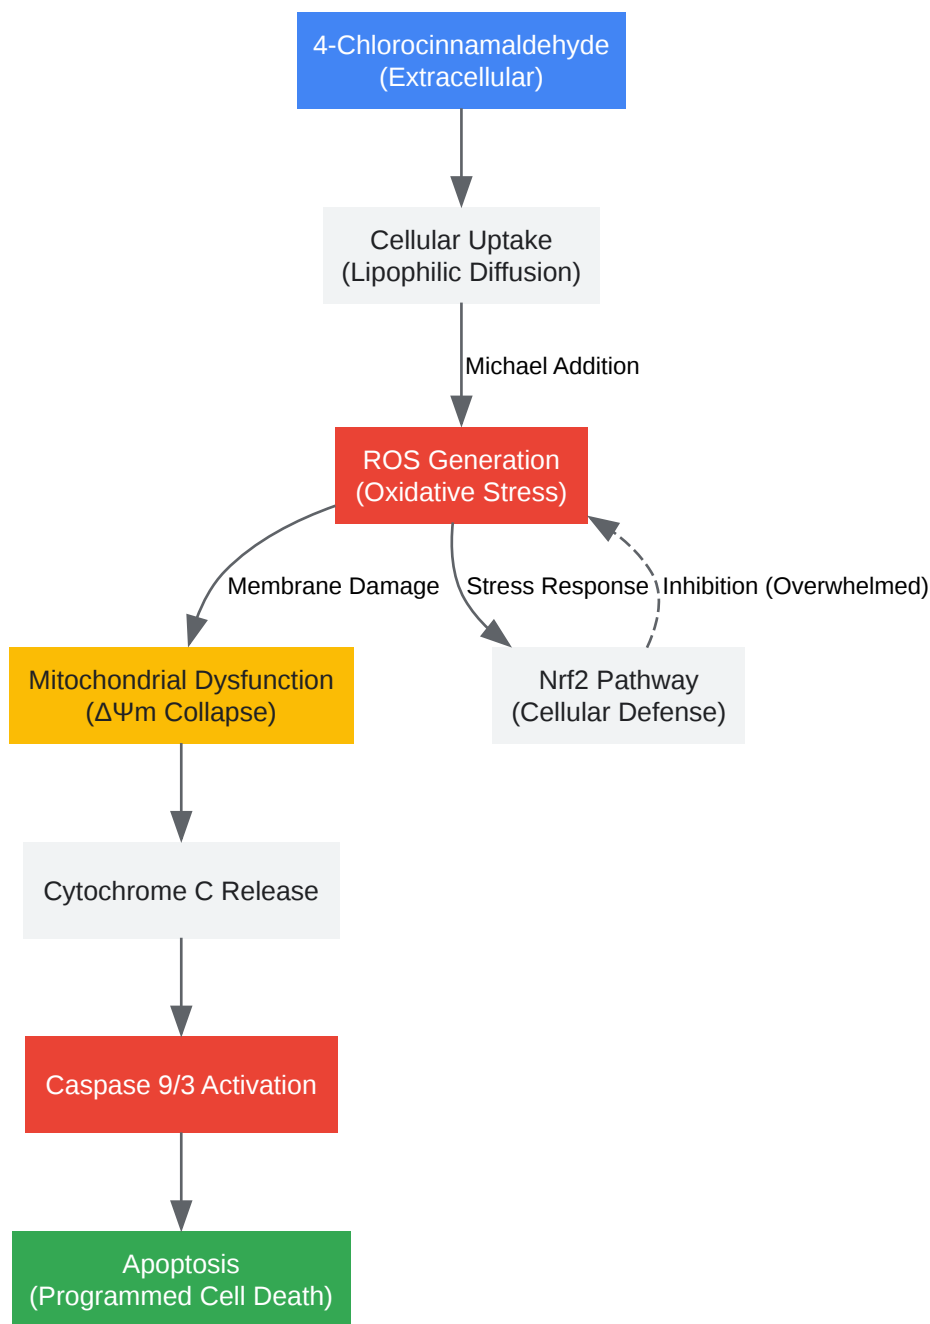 4-Chlorocinnamaldehyde
(Extracellular)
Cellular Uptake
(Lipophilic Diffusion)
Michael Addition
ROS Generation
(Oxidative Stress)
Membrane Damage
Stress Response
Inhibition (Overwhelmed)
Mitochondrial Dysfunction
(ΔΨm Collapse)
Nrf2 Pathway
(Cellular Defense)
Cytochrome C Release
Caspase 9/3 Activation
Apoptosis
(Programmed Cell Death)